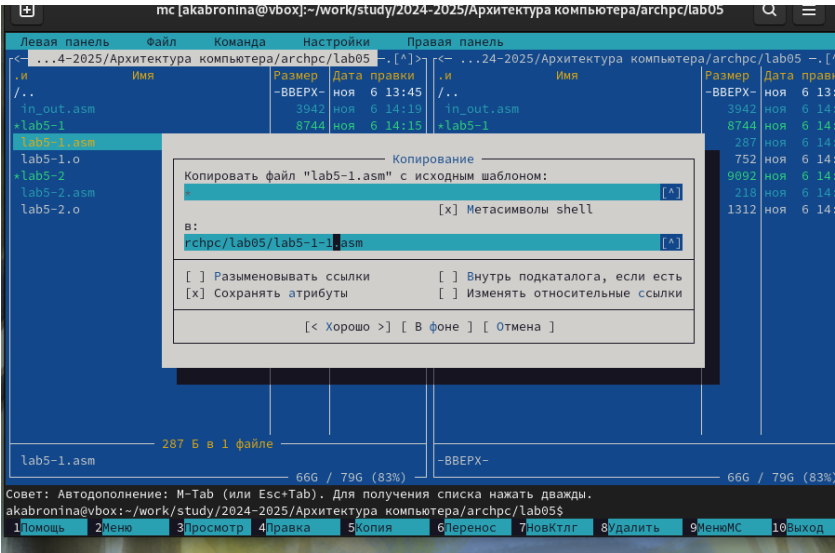 mc [akabronina@vbox]:~/work/study/2024-2025/Архитектура компьютера/archpc/lab05
Левая панель Файл Команда Настройки Правая панель
<— ...4-2025/Архитектура компьютера/archpc/lab05 —.[^]> <— ...24-2025/Архитектура компьютера/archpc/lab05 —.[^
.и Имя Размер Дата правки .и Имя Размер Дата правк
/.. -ВВЕРХ- ноя 6 13:45 /.. -ВВЕРХ- ноя 6 13:
in_out.asm 3942 ноя 6 14:19 in_out.asm 3942 ноя 6 14:
*lab5-1 8744 ноя 6 14:15 *lab5-1 8744 ноя 6 14:
lab5-1.asm 287 ноя 6 14:
lab5-1.o 752 ноя 6 14:
*lab5-2 9092 ноя 6 14:
lab5-2.asm 218 ноя 6 14:
lab5-2.o 1312 ноя 6 14:
Копирование
Копировать файл "lab5-1.asm" с исходным шаблоном:
* [^]
[x] Метасимволы shell
в:
rchpc/lab05/lab5-1-1.asm [^]
[ ] Разыменовывать ссылки [ ] Внутрь подкаталога, если есть
[x] Сохранять атрибуты [ ] Изменять относительные ссылки
[< Хорошо >] [ В фоне ] [ Отмена ]
287 Б в 1 файле
lab5-1.asm -ВВЕРХ-
66G / 79G (83%) 66G / 79G (83%)
Совет: Автодополнение: M-Tab (или Esc+Tab). Для получения списка нажать дважды.
akabronina@vbox:~/work/study/2024-2025/Архитектура компьютера/archpc/lab05$
1Помощь 2Меню 3Просмотр 4Правка 5Копия 6Перенос 7НовКтлг 8Удалить 9МенюМС 10Выход